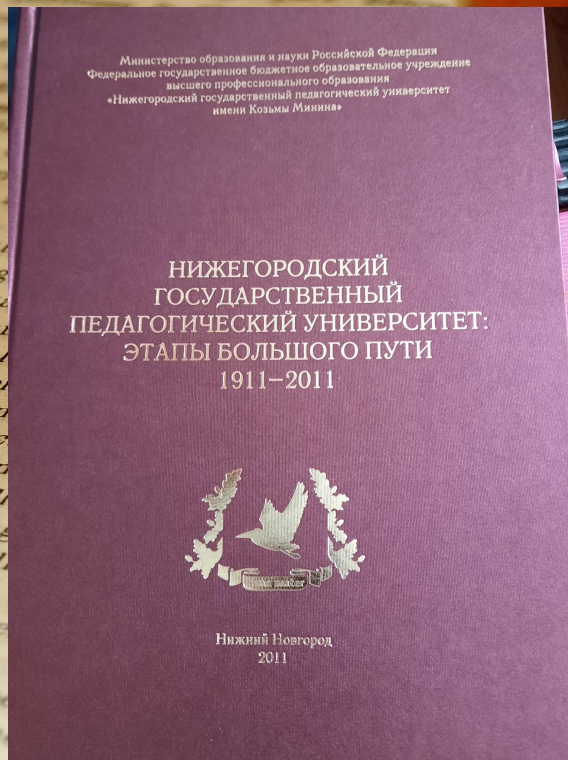 Министерство образования и науки Российской Федерации
Федеральное государственное бюджетное образовательное учреждение
высшего профессионального образования
«Нижегородский государственный педагогический университет
имени Козьмы Минина»
НИЖЕГОРОДСКИЙ
ГОСУДАРСТВЕННЫЙ
ПЕДАГОГИЧЕСКИЙ УНИВЕРСИТЕТ:
ЭТАПЫ БОЛЬШОГО ПУТИ
1911–2011
mater
Нижний Новгород
2011